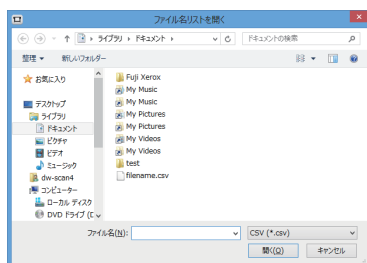 ファイル名リストを開く
ライブラリ ▸ ドキュメント ▸
ドキュメントの検索
整理 ▼ 新しいフォルダー
お気に入り
デスクトップ
ライブラリ
ドキュメント
ピクチャ
ビデオ
ミュージック
dw-scan4
コンピューター
ローカル ディスク
DVD ドライブ (E
Fuji Xerox
My Music
My Music
My Pictures
My Pictures
My Videos
My Videos
test
filename.csv
ファイル名(N):
CSV (*.csv)
開く(O)
キャンセル